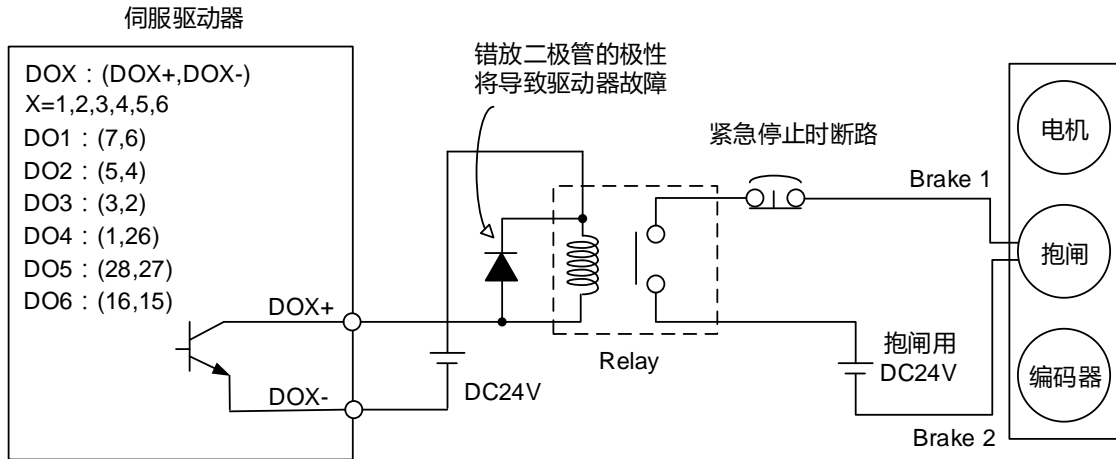 伺服驱动器
DOX：(DOX+,DOX-)
X=1,2,3,4,5,6
DO1：(7,6)
DO2：(5,4)
DO3：(3,2)
DO4：(1,26)
DO5：(28,27)
DO6：(16,15)
DOX+
DOX-
错放二极管的极性
将导致驱动器故障
DC24V
Relay
紧急停止时断路
Brake 1
抱闸用
DC24V
Brake 2
电机
抱闸
编码器